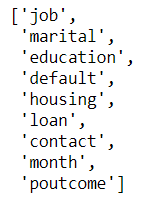 ['job',
'marital',
'education',
'default',
'housing',
'loan',
'contact',
'month',
'poutcome']